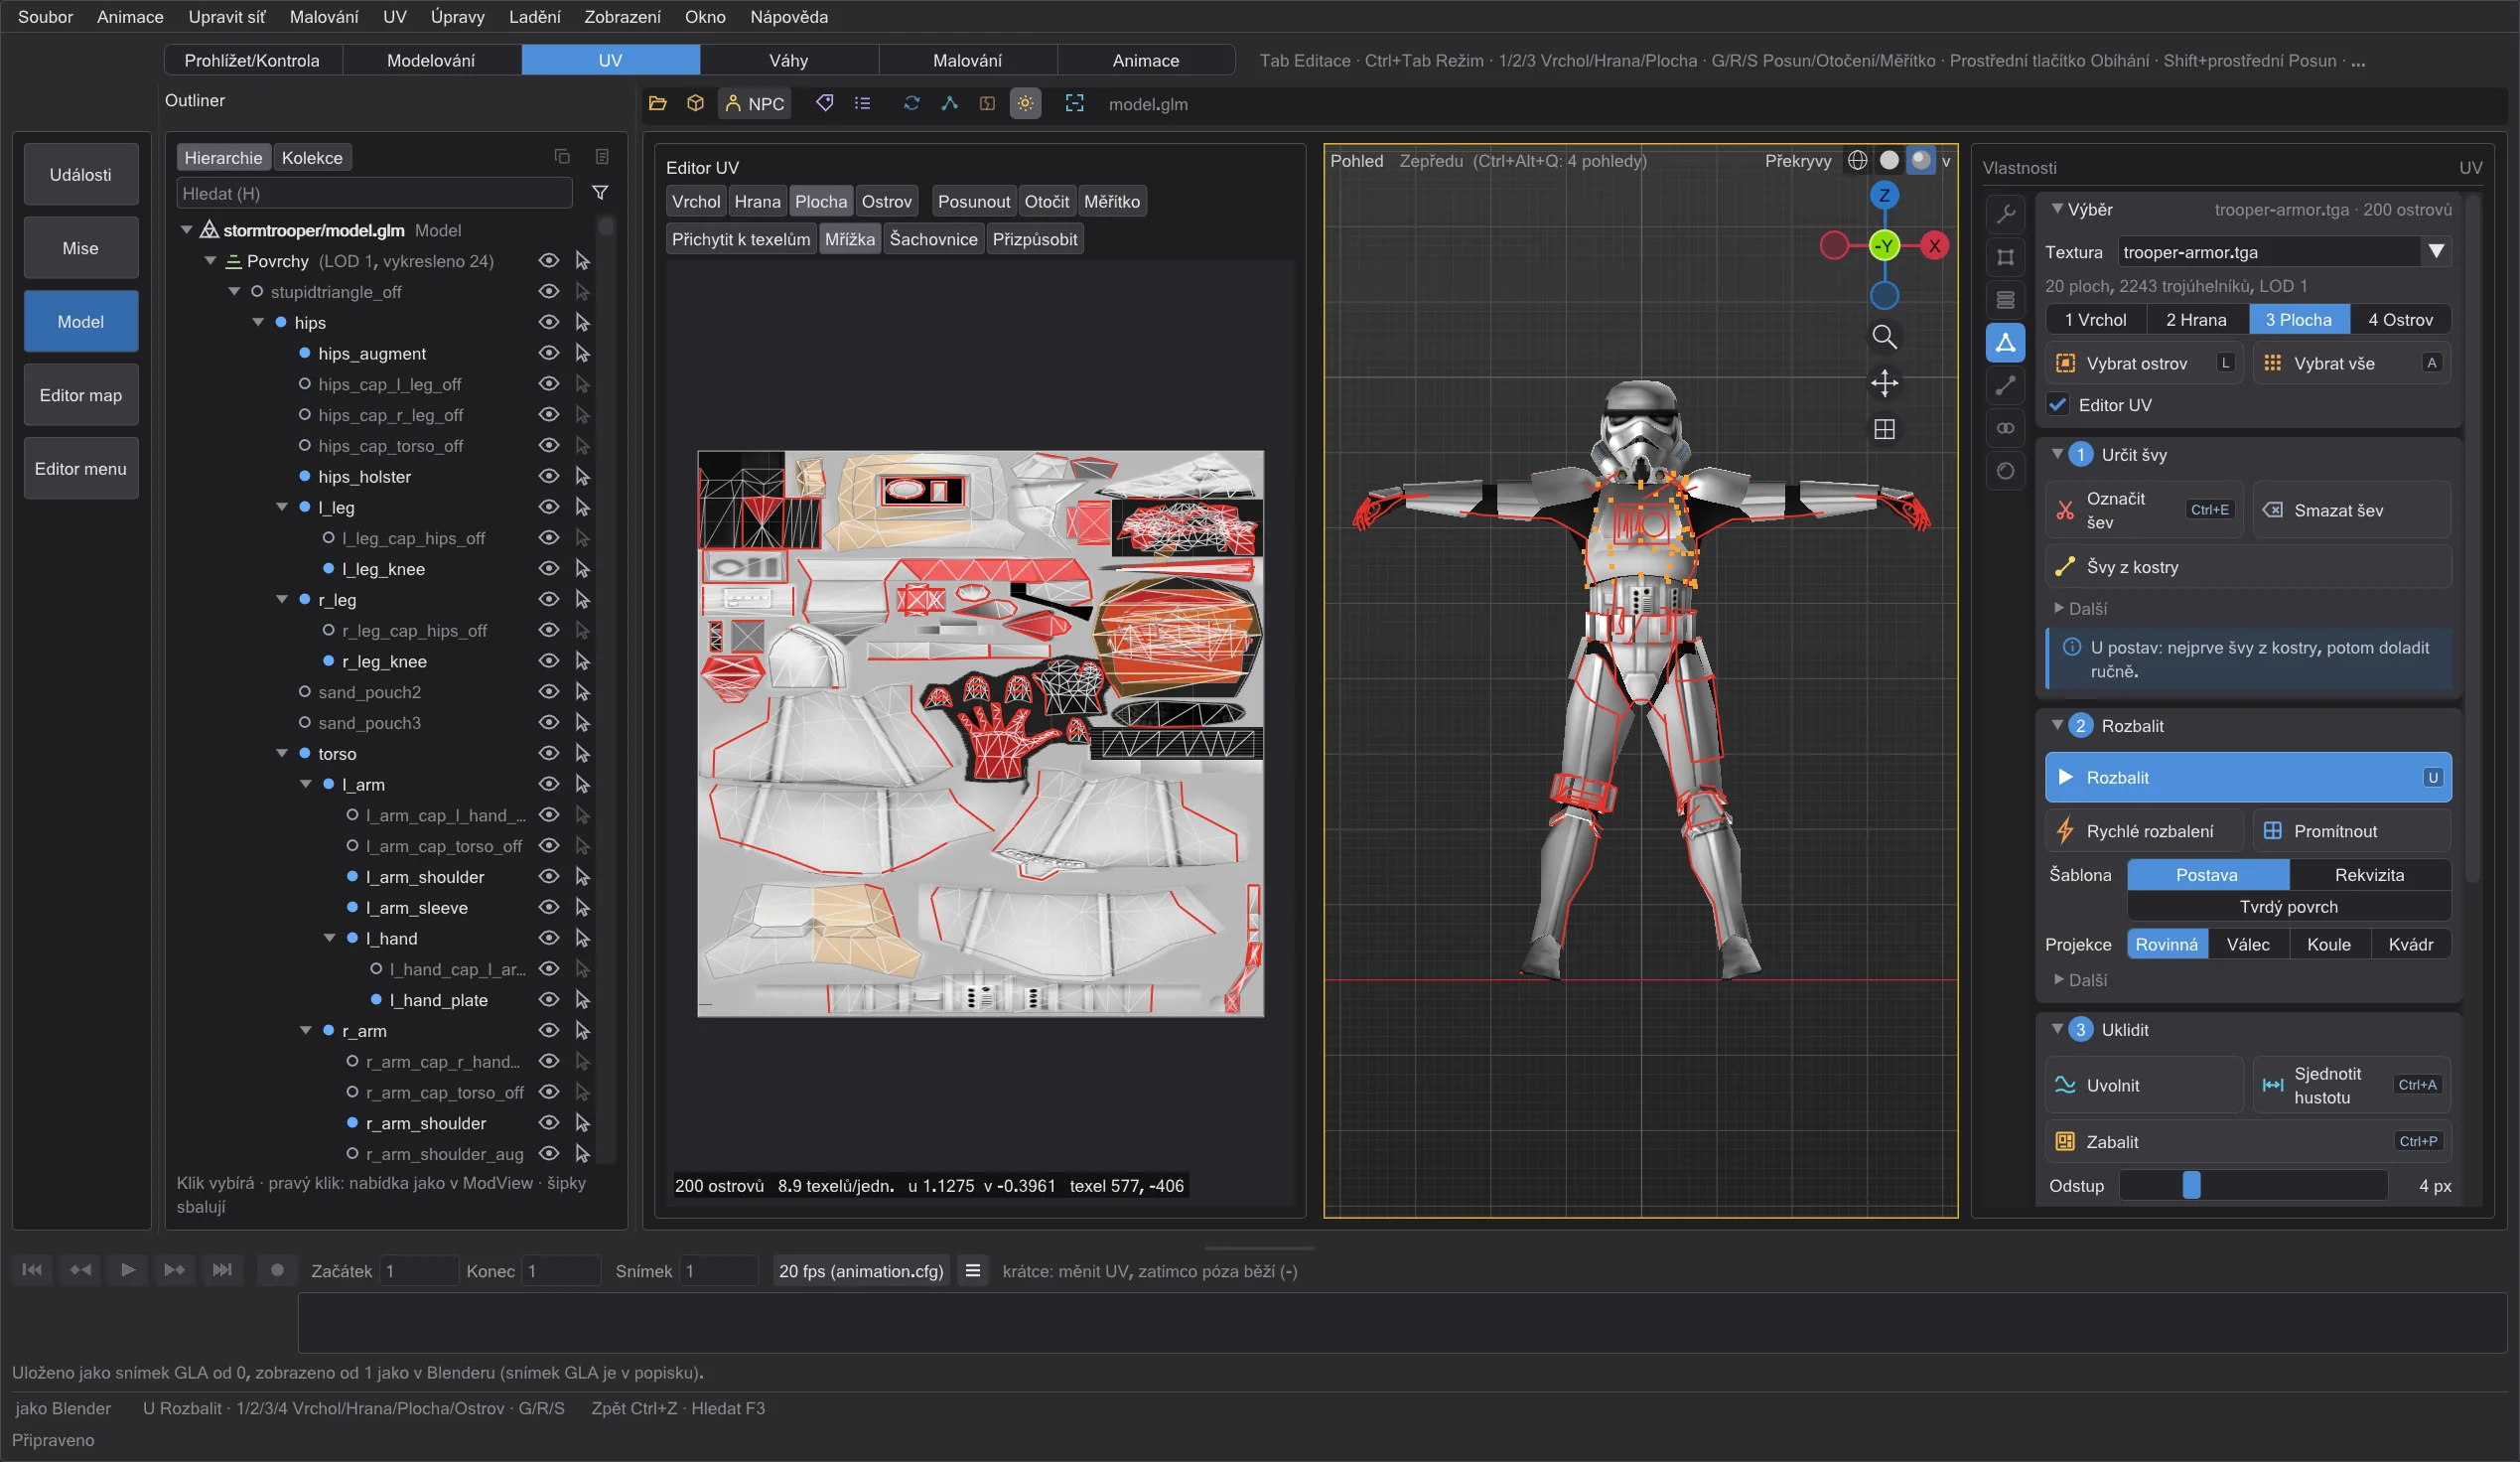 Soubor Animace Upravit síť Malování UV Úpravy Ladění Zobrazení Okno Nápověda
Prohlížet/Kontrola Modelování UV Váhy Malování Animace Tab Editace · Ctrl+Tab Režim · 1/2/3 Vrchol/Hrana/Plocha · G/R/S Posun/Otočení/Měřítko · Prostřední tlačítko Obíhání · Shift+prostřední Posun · ...
Outliner
NPC model.glm
Události
Mise
Model
Editor map
Editor menu
Hierarchie Kolekce
Hledat (H)
stormtrooper/model.glm Model
Povrchy (LOD 1, vykresleno 24)
stupidtriangle_off
hips
hips_augment
hips_cap_l_leg_off
hips_cap_r_leg_off
hips_cap_torso_off
hips_holster
l_leg
l_leg_cap_hips_off
l_leg_knee
r_leg
r_leg_cap_hips_off
r_leg_knee
sand_pouch2
sand_pouch3
torso
l_arm
l_arm_cap_l_hand_...
l_arm_cap_torso_off
l_arm_shoulder
l_arm_sleeve
l_hand
l_hand_cap_l_ar...
l_hand_plate
r_arm
r_arm_cap_r_hand...
r_arm_cap_torso_off
r_arm_shoulder
r_arm_shoulder_aug
Klik vybírá · pravý klik: nabídka jako v ModView · šipky
sbalují
Editor UV
Vrchol Hrana Plocha Ostrov Posunout Otočit Měřítko
Přichytit k texelům Mřížka Šachovnice Přizpůsobit
200 ostrovů 8.9 texelů/jedn. u 1.1275 v -0.3961 texel 577, -406
Pohled Zepředu (Ctrl+Alt+Q: 4 pohledy) Překryvy v
Z
-Y X
Vlastnosti UV
Výběr trooper-armor.tga · 200 ostrovů
Textura trooper-armor.tga
20 ploch, 2243 trojúhelníků, LOD 1
1 Vrchol 2 Hrana 3 Plocha 4 Ostrov
Vybrat ostrov L Vybrat vše A
Editor UV
1 Určit švy
Označit
šev Ctrl+E Smazat šev
Švy z kostry
Další
U postav: nejprve švy z kostry, potom doladit
ručně.
2 Rozbalit
Rozbalit U
Rychlé rozbalení Promítnout
Šablona Postava Rekvizita
Tvrdý povrch
Projekce Rovinná Válec Koule Kvádr
Další
3 Uklidit
Uvolnit Sjednotit
hustotu Ctrl+A
Zabalit Ctrl+P
Odstup 4 px
Začátek 1 Konec 1 Snímek 1 20 fps (animation.cfg) krátce: měnit UV, zatímco póza běží (-)
Uloženo jako snímek GLA od 0, zobrazeno od 1 jako v Blenderu (snímek GLA je v popisku).
jako Blender U Rozbalit · 1/2/3/4 Vrchol/Hrana/Plocha/Ostrov · G/R/S Zpět Ctrl+Z · Hledat F3
Připraveno